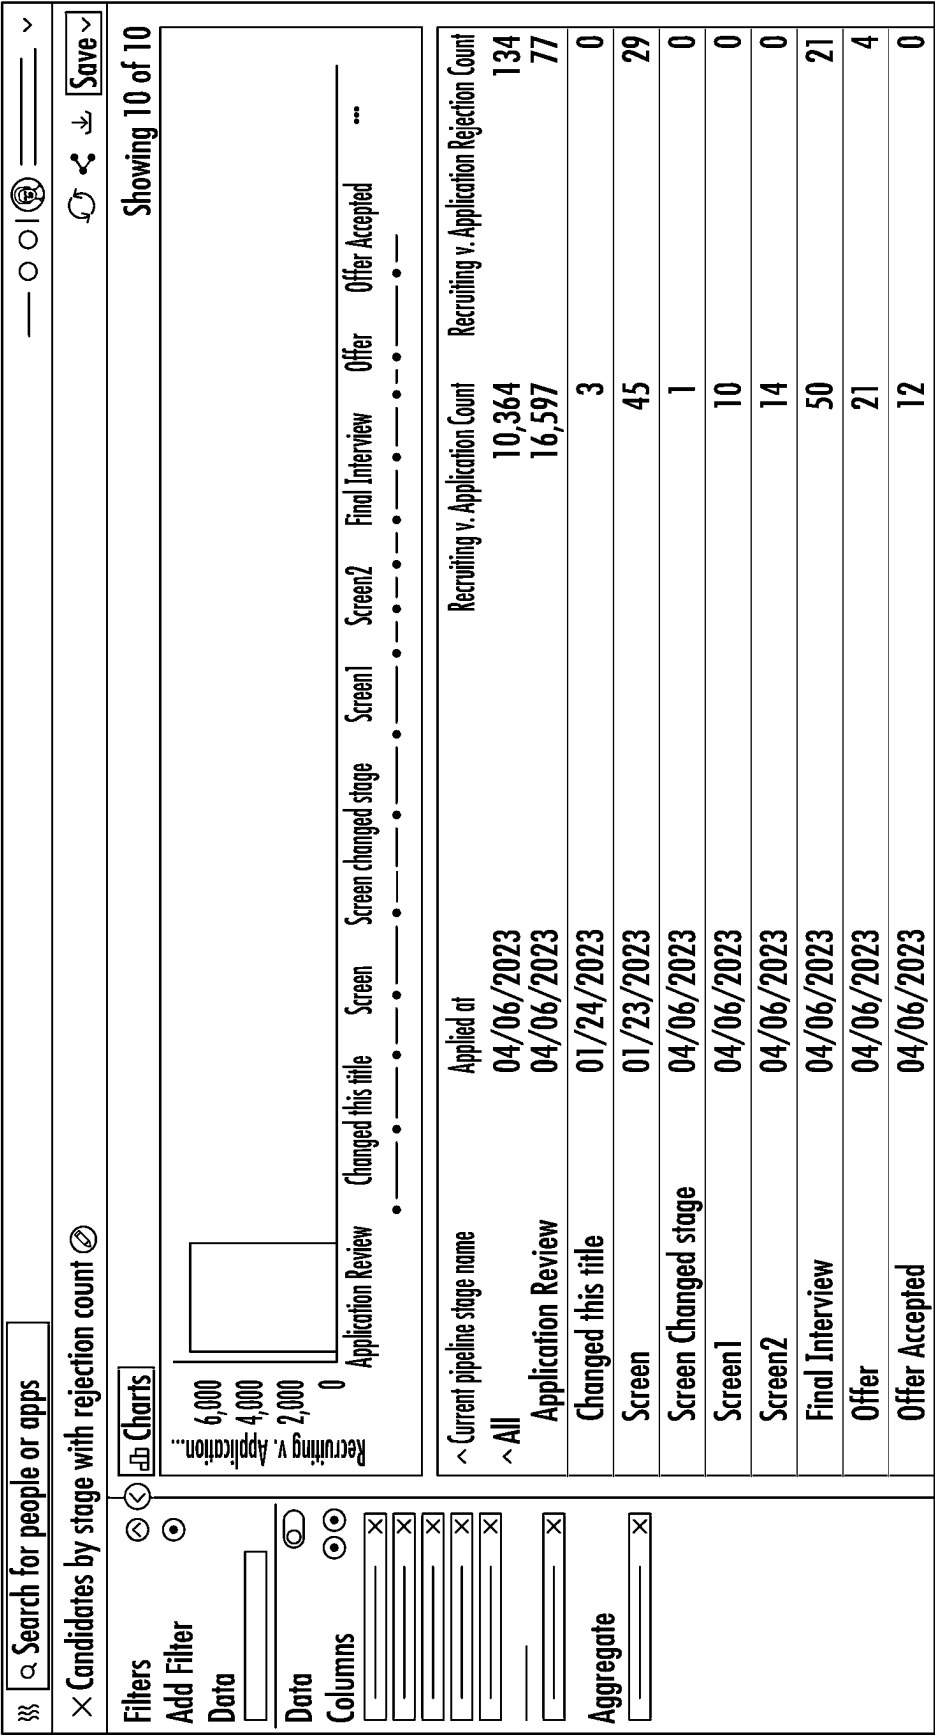 Search for people or apps
Candidates by stage with rejection count
Save
Filters
Add Filter
Data
Data
Columns
Aggregate
Charts
Showing 10 of 10
Recruiting v. Application...
6,000
4,000
2,000
0
Application Review Changed this title Screen Screen changed stage Screen1 Screen2 Final Interview Offer Offer Accepted ...
Current pipeline stage name Applied at Recruiting v. Application Count Recruiting v. Application Rejection Count
All 04/06/2023 10,364 134
Application Review 04/06/2023 16,597 77
Changed this title 01/24/2023 3 0
Screen 01/23/2023 45 29
Screen Changed stage 04/06/2023 1 0
Screen1 04/06/2023 10 0
Screen2 04/06/2023 14 0
Final Interview 04/06/2023 50 21
Offer 04/06/2023 21 4
Offer Accepted 04/06/2023 12 0